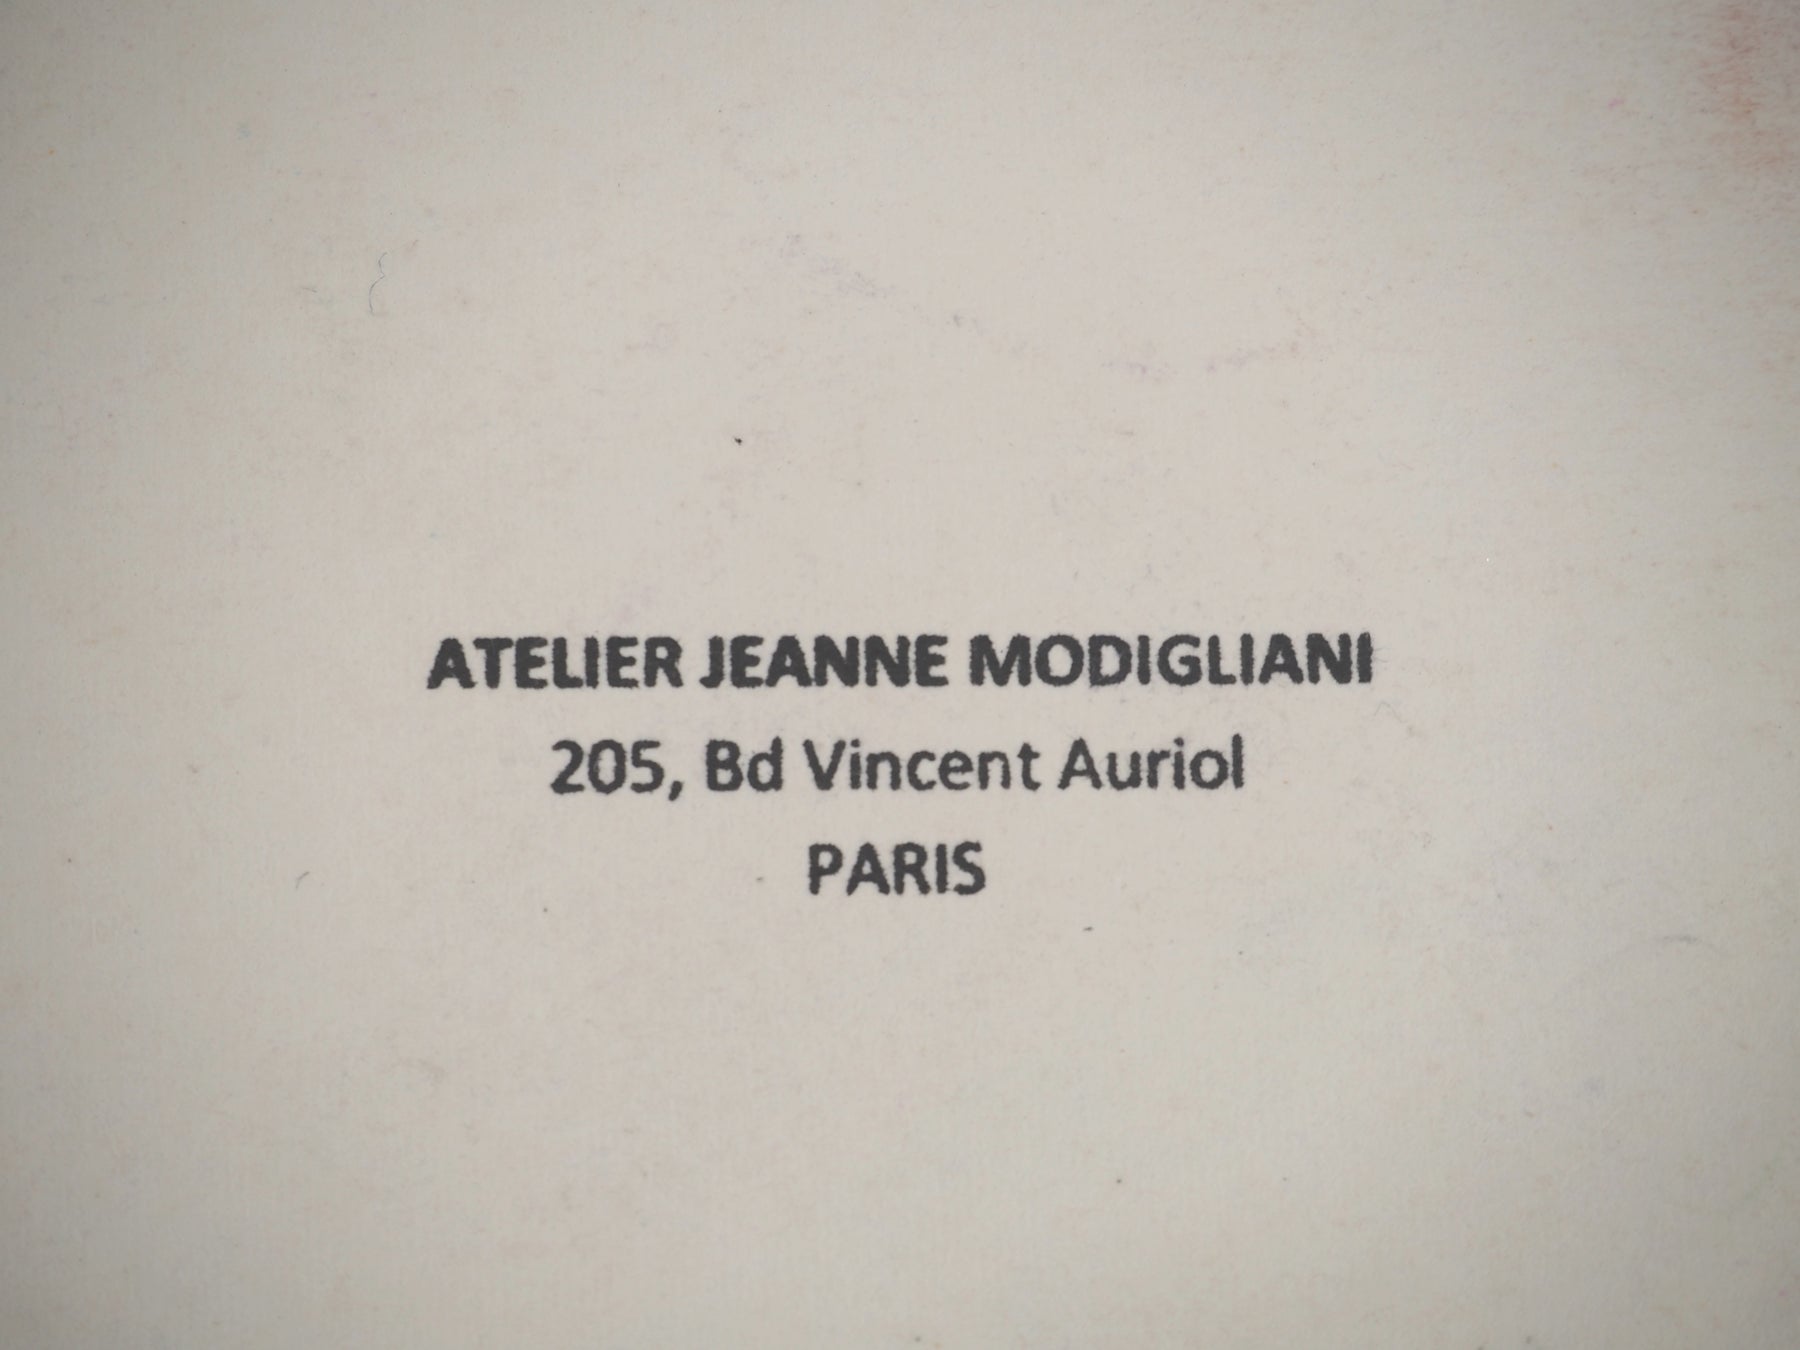 ATELIER JEANNE MODIGLIANI
205, Bd Vincent Auriol
PARIS